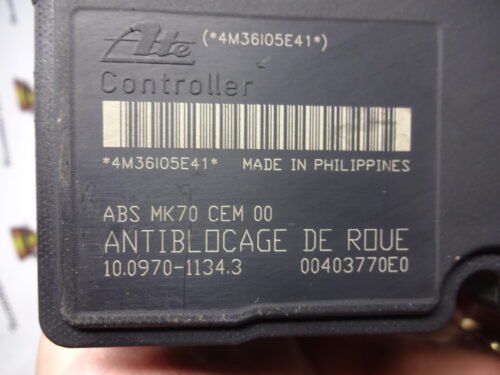 Ate (*4M36I05E41*)
Controller
*4M36I05E41* MADE IN PHILIPPINES
ABS MK70 CEM 00
ANTIBLOCAGE DE ROUE
10.0970-1134.3 00403770E0